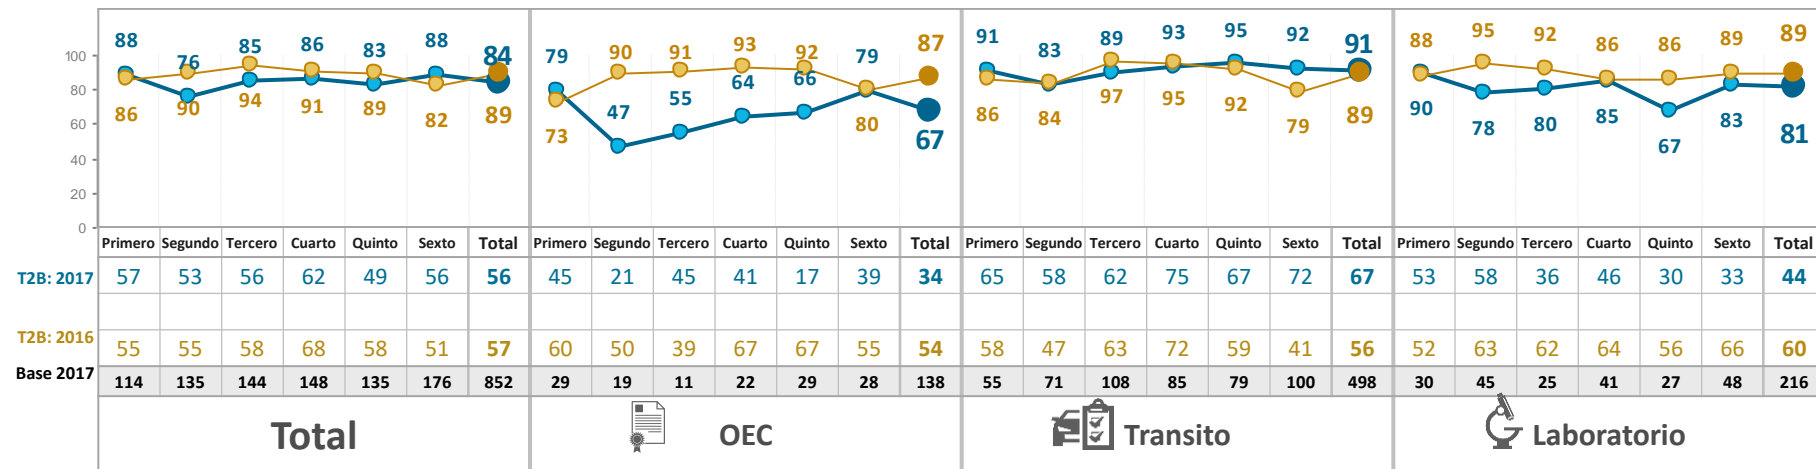 88 76 85 86 83 88 84
86 90 94 91 89 82 89
79 47 55 64 66 79 67
73 90 91 93 92 80 87
91 83 89 93 95 92 91
86 84 97 95 92 79 89
90 78 80 85 67 83 81
88 95 92 86 86 89 89
100
80
60
40
20
0
Primero Segundo Tercero Cuarto Quinto Sexto Total Primero Segundo Tercero Cuarto Quinto Sexto Total Primero Segundo Tercero Cuarto Quinto Sexto Total Primero Segundo Tercero Cuarto Quinto Sexto Total
T2B: 2017 57 53 56 62 49 56 56 45 21 45 41 17 39 34 65 58 62 75 67 72 67 53 58 36 46 30 33 44
T2B: 2016 55 55 58 68 58 51 57 60 50 39 67 67 55 54 58 47 63 72 59 41 56 52 63 62 64 56 66 60
Base 2017 114 135 144 148 135 176 852 29 19 11 22 29 28 138 55 71 108 85 79 100 498 30 45 25 41 27 48 216
Total OEC Transito Laboratorio